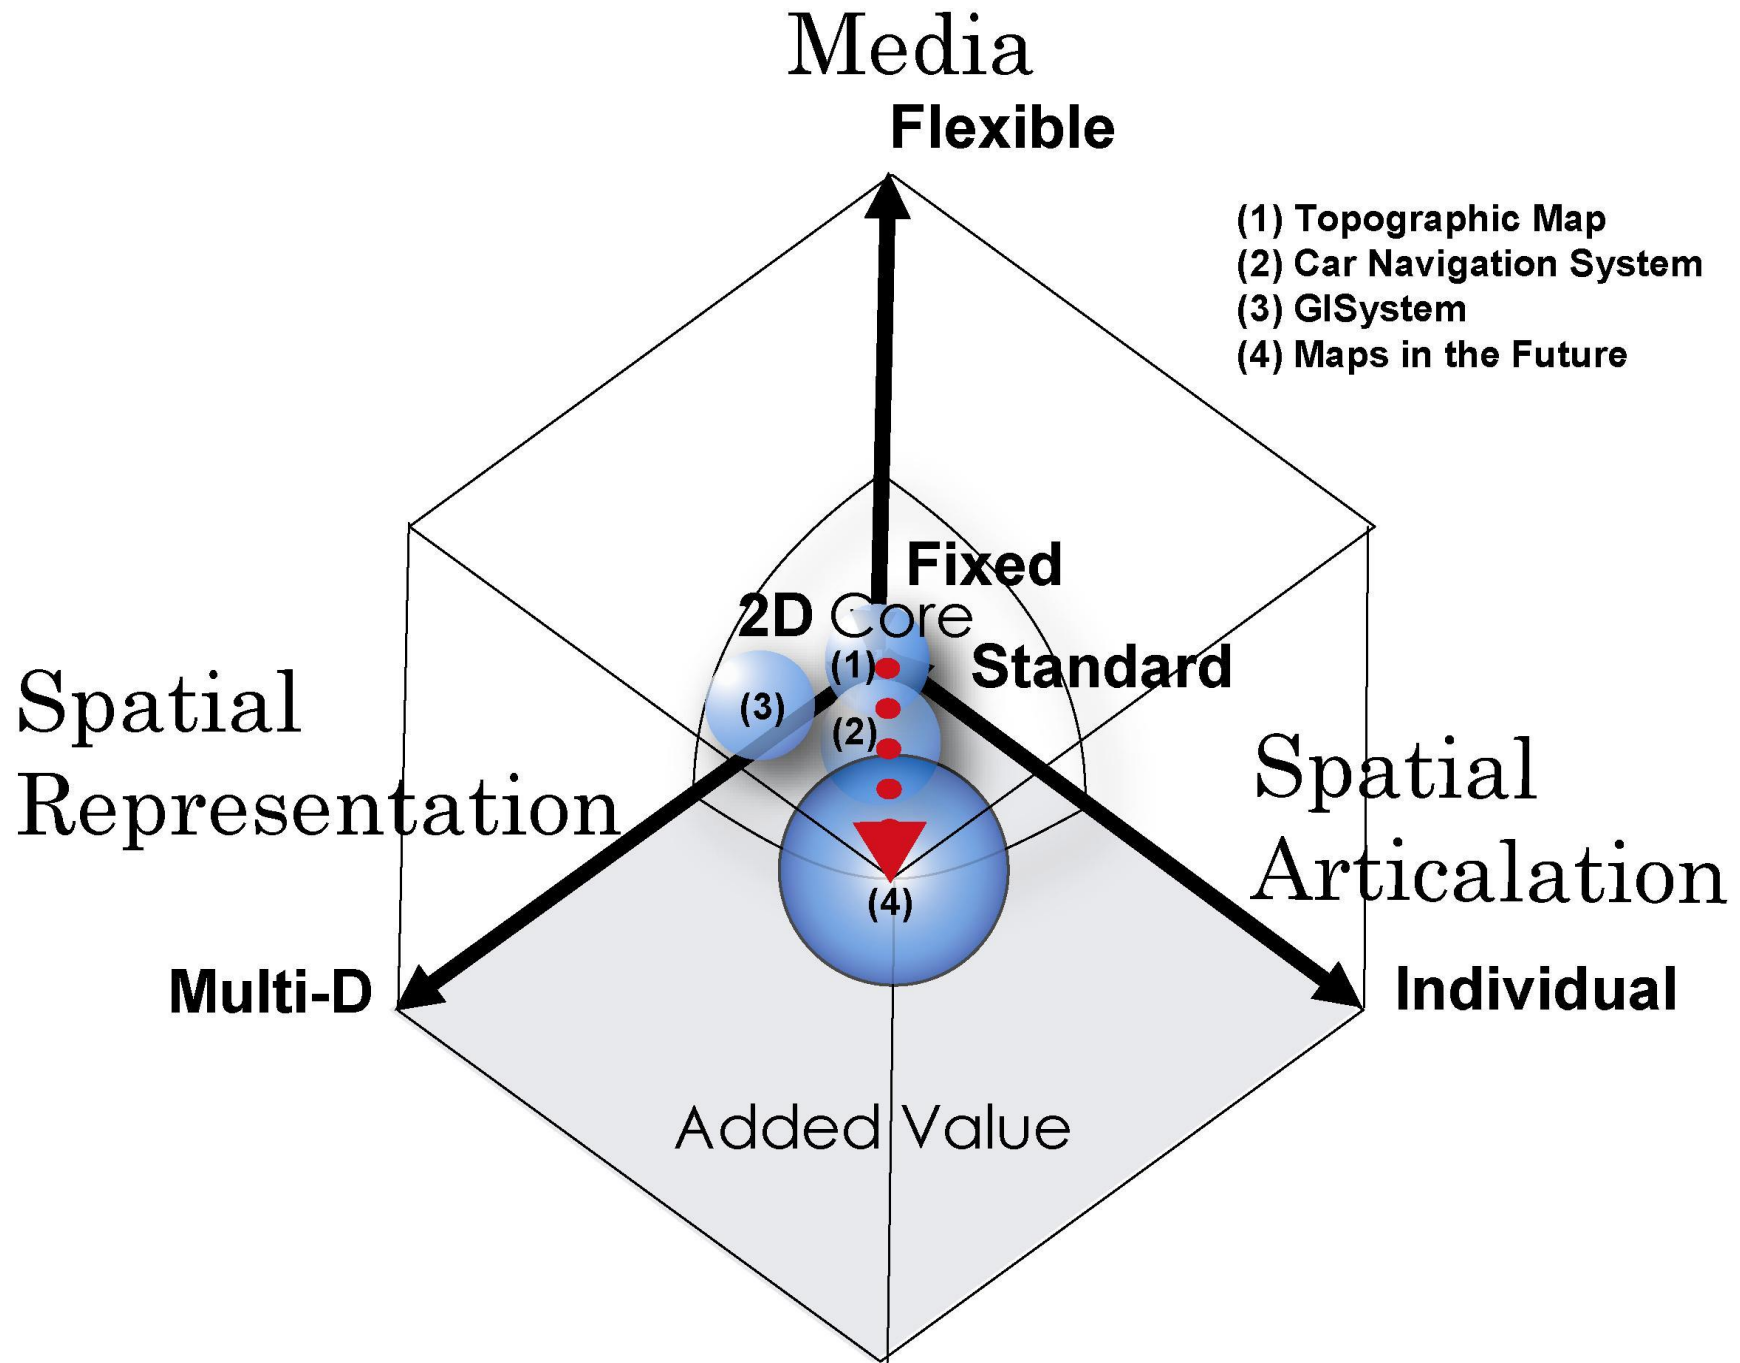 Media
Flexible
(1) Topographic Map
(2) Car Navigation System
(3) GISystem
(4) Maps in the Future
Fixed
2D Core
Standard
(1)
(3)
(2)
Spatial
Representation
Spatial
Articalation
(4)
Multi-D
Individual
Added Value